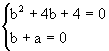 b² + 4b + 4 = 0
b + a = 0